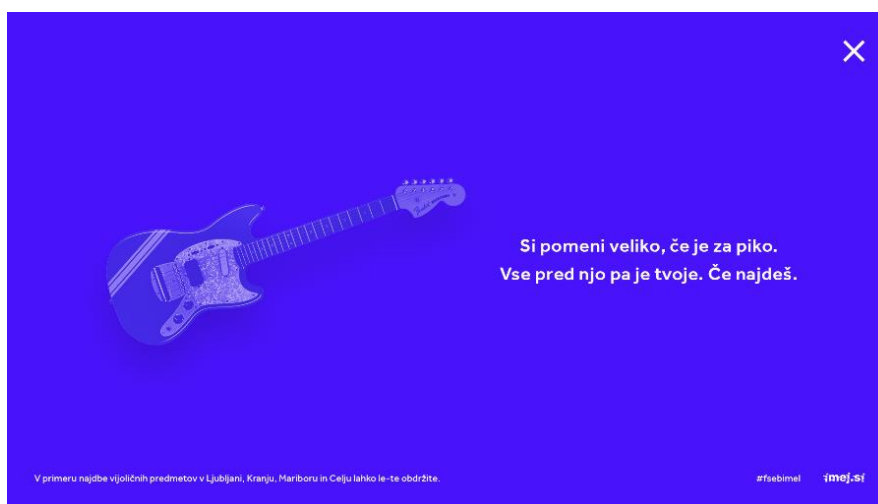 Si pomeni veliko, če je za piko.
Vse pred njo pa je tvoje. Če najdeš.
V primeru najdbe vijoličnih predmetov v Ljubljani, Kranju, Mariboru in Celju lahko le-te obdržite.
#fsebimel
imej.si